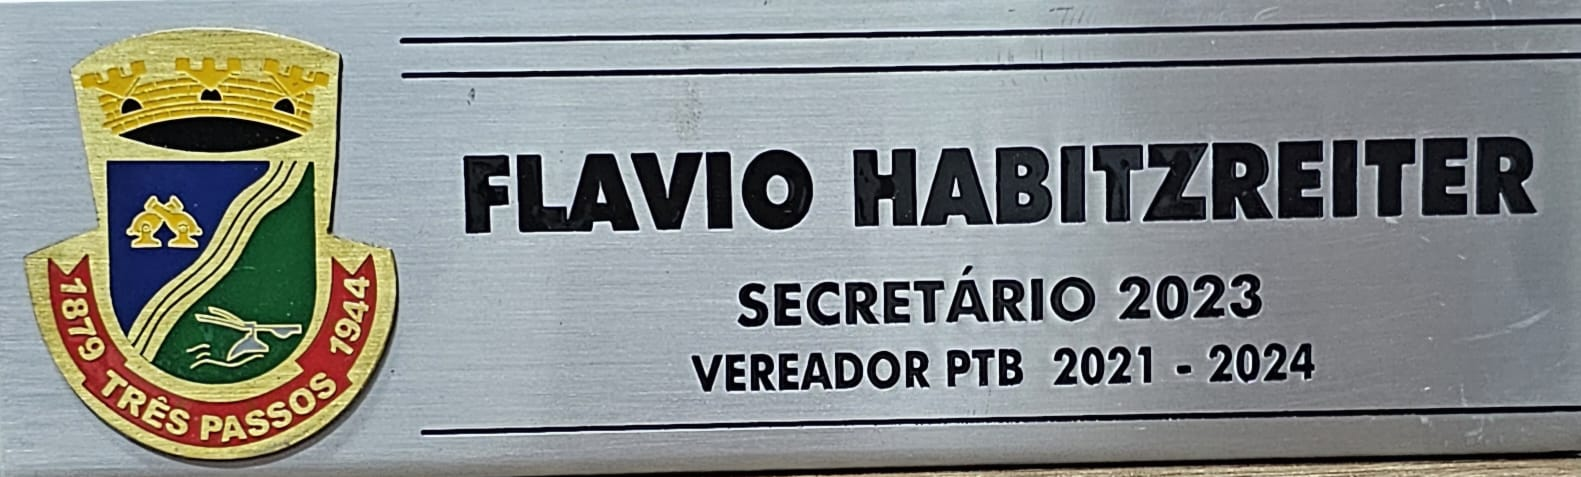 1879 TRÊS PASSOS 1944
FLAVIO HABITZREITER
SECRETÁRIO 2023
VEREADOR PTB 2021 - 2024